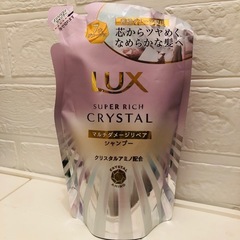 芯からツヤめく
なめらかな髪へ
LUX
SUPER RICH
CRYSTAL
マルチダメージリペア
シャンプー
クリスタルアミノ配合